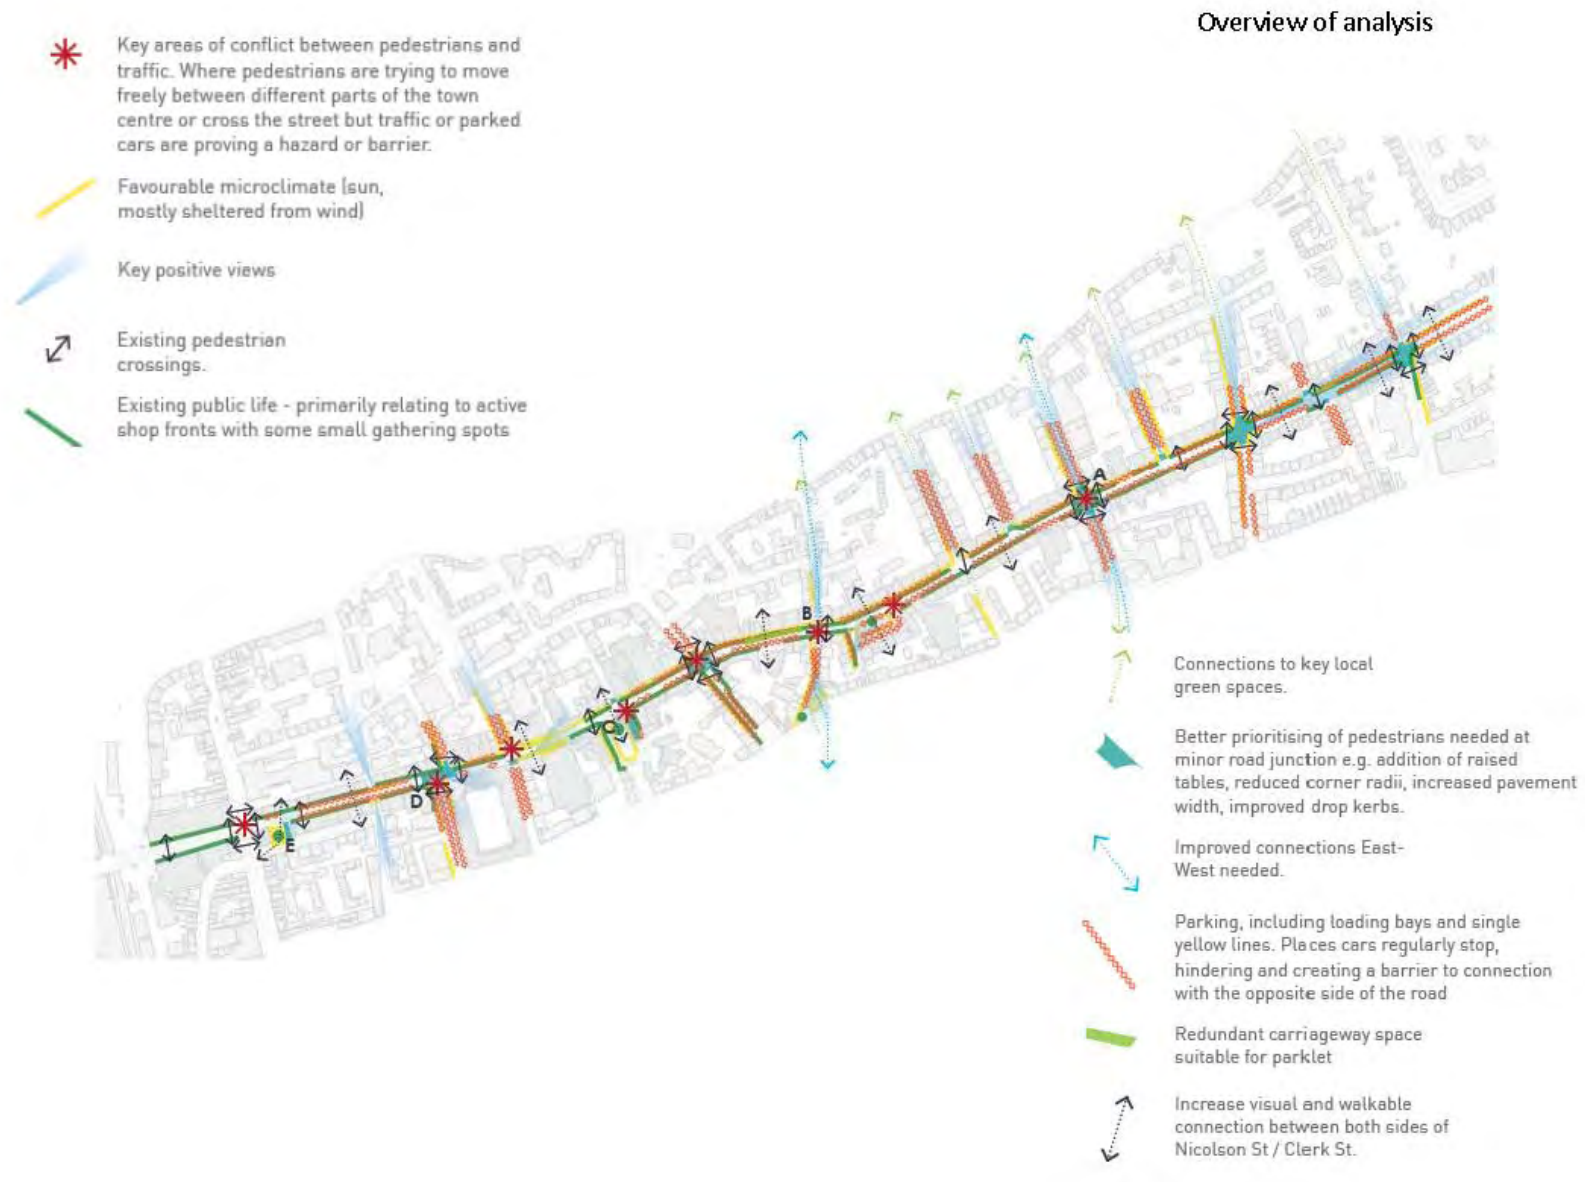 Overview of analysis
Key areas of conflict between pedestrians and
traffic. Where pedestrians are trying to move
freely between different parts of the town
centre or cross the street but traffic or parked
cars are proving a hazard or barrier.
Favourable microclimate (sun,
mostly sheltered from wind)
Key positive views
Existing pedestrian
crossings.
Existing public life - primarily relating to active
shop fronts with some small gathering spots
A
B
C
D
E
Connections to key local
green spaces.
Better prioritising of pedestrians needed at
minor road junction e.g. addition of raised
tables, reduced corner radii, increased pavement
width, improved drop kerbs.
Improved connections East-
West needed.
Parking, including loading bays and single
yellow lines. Places cars regularly stop,
hindering and creating a barrier to connection
with the opposite side of the road
Redundant carriageway space
suitable for parklet
Increase visual and walkable
connection between both sides of
Nicolson St / Clerk St.